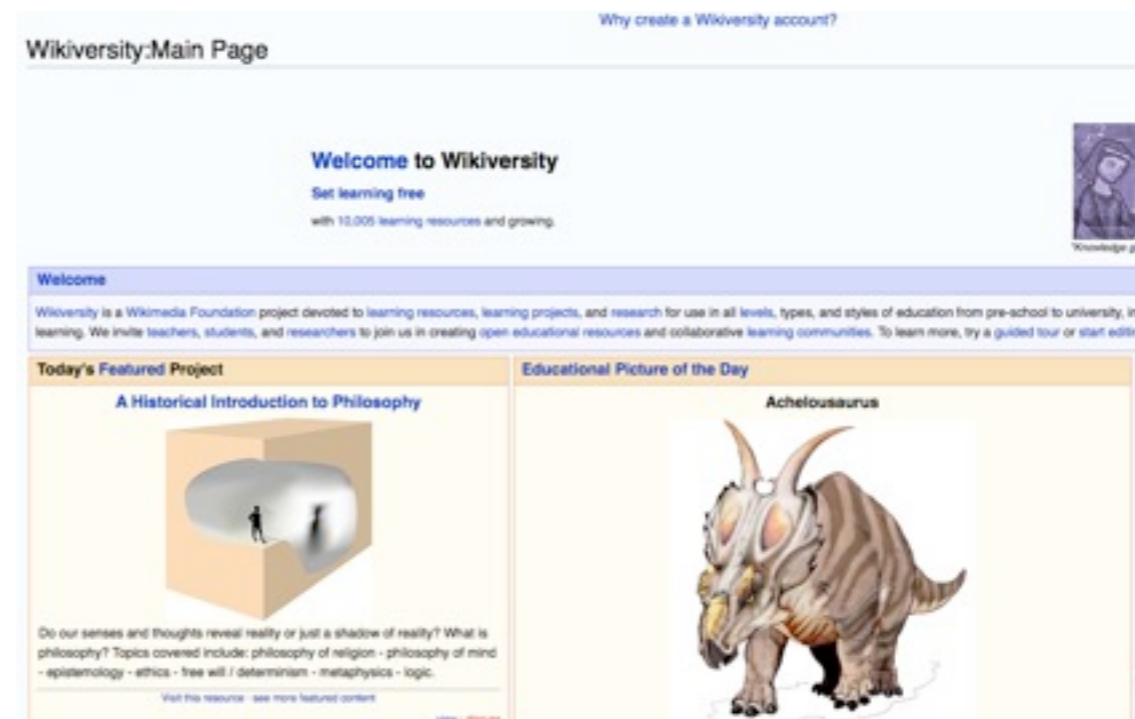 Why create a Wikiversity account?
Wikiversity:Main Page
Welcome to Wikiversity
Set learning free
with 10,005 learning resources and growing.
"Knowledge
Welcome
Wikiversity is a Wikimedia Foundation project devoted to learning resources, learning projects, and research for use in all levels, types, and styles of education from pre-school to university,
learning. We invite teachers, students, and researchers to join us in creating open educational resources and collaborative learning communities. To learn more, try a guided tour or start
Today's Featured Project
Educational Picture of the Day
A Historical Introduction to Philosophy
Achelousaurus
Do our senses and thoughts reveal reality or just a shadow of reality? What is
philosophy? Topics covered include: philosophy of religion - philosophy of mind
- epistemology - ethics - free will / determinism - metaphysics - logic.
Visit this resource · see more featured content